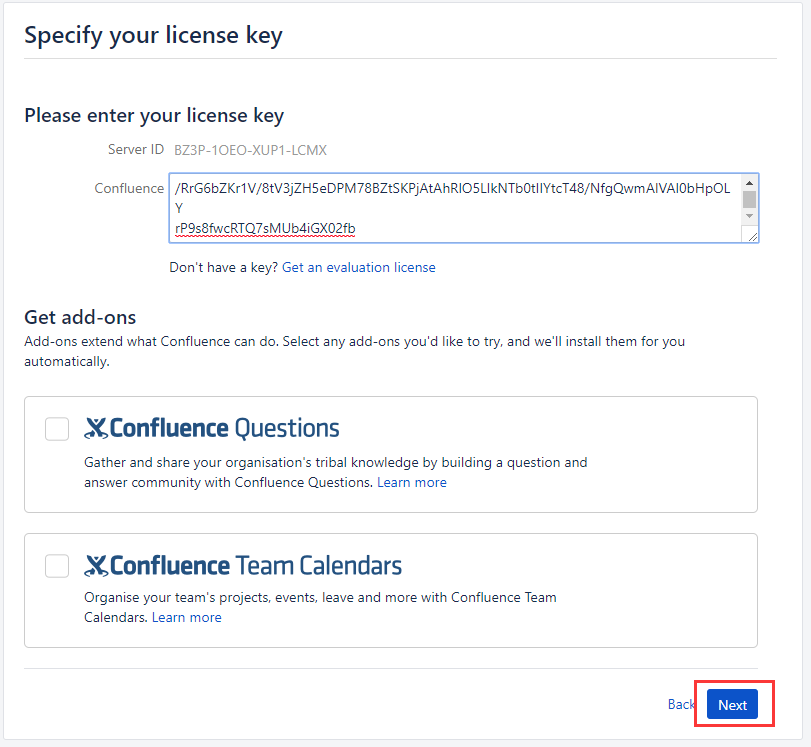 Specify your license key
Please enter your license key
Server ID BZ3P-1OEO-XUP1-LCMX
Confluence /RrG6bZKr1V/8tV3jZH5eDPM78BZtSKPjAtAhRIO5LIkNTb0tIIYtcT48/NfgQwmAIVAI0bHpOL
Y
rP9s8fwcRTQ7sMUb4iGX02fb
Don't have a key? Get an evaluation license
Get add-ons
Add-ons extend what Confluence can do. Select any add-ons you'd like to try, and we'll install them for you
automatically.
Confluence Questions
Gather and share your organisation's tribal knowledge by building a question and
answer community with Confluence Questions. Learn more
Confluence Team Calendars
Organise your team's projects, events, leave and more with Confluence Team
Calendars. Learn more
Back Next